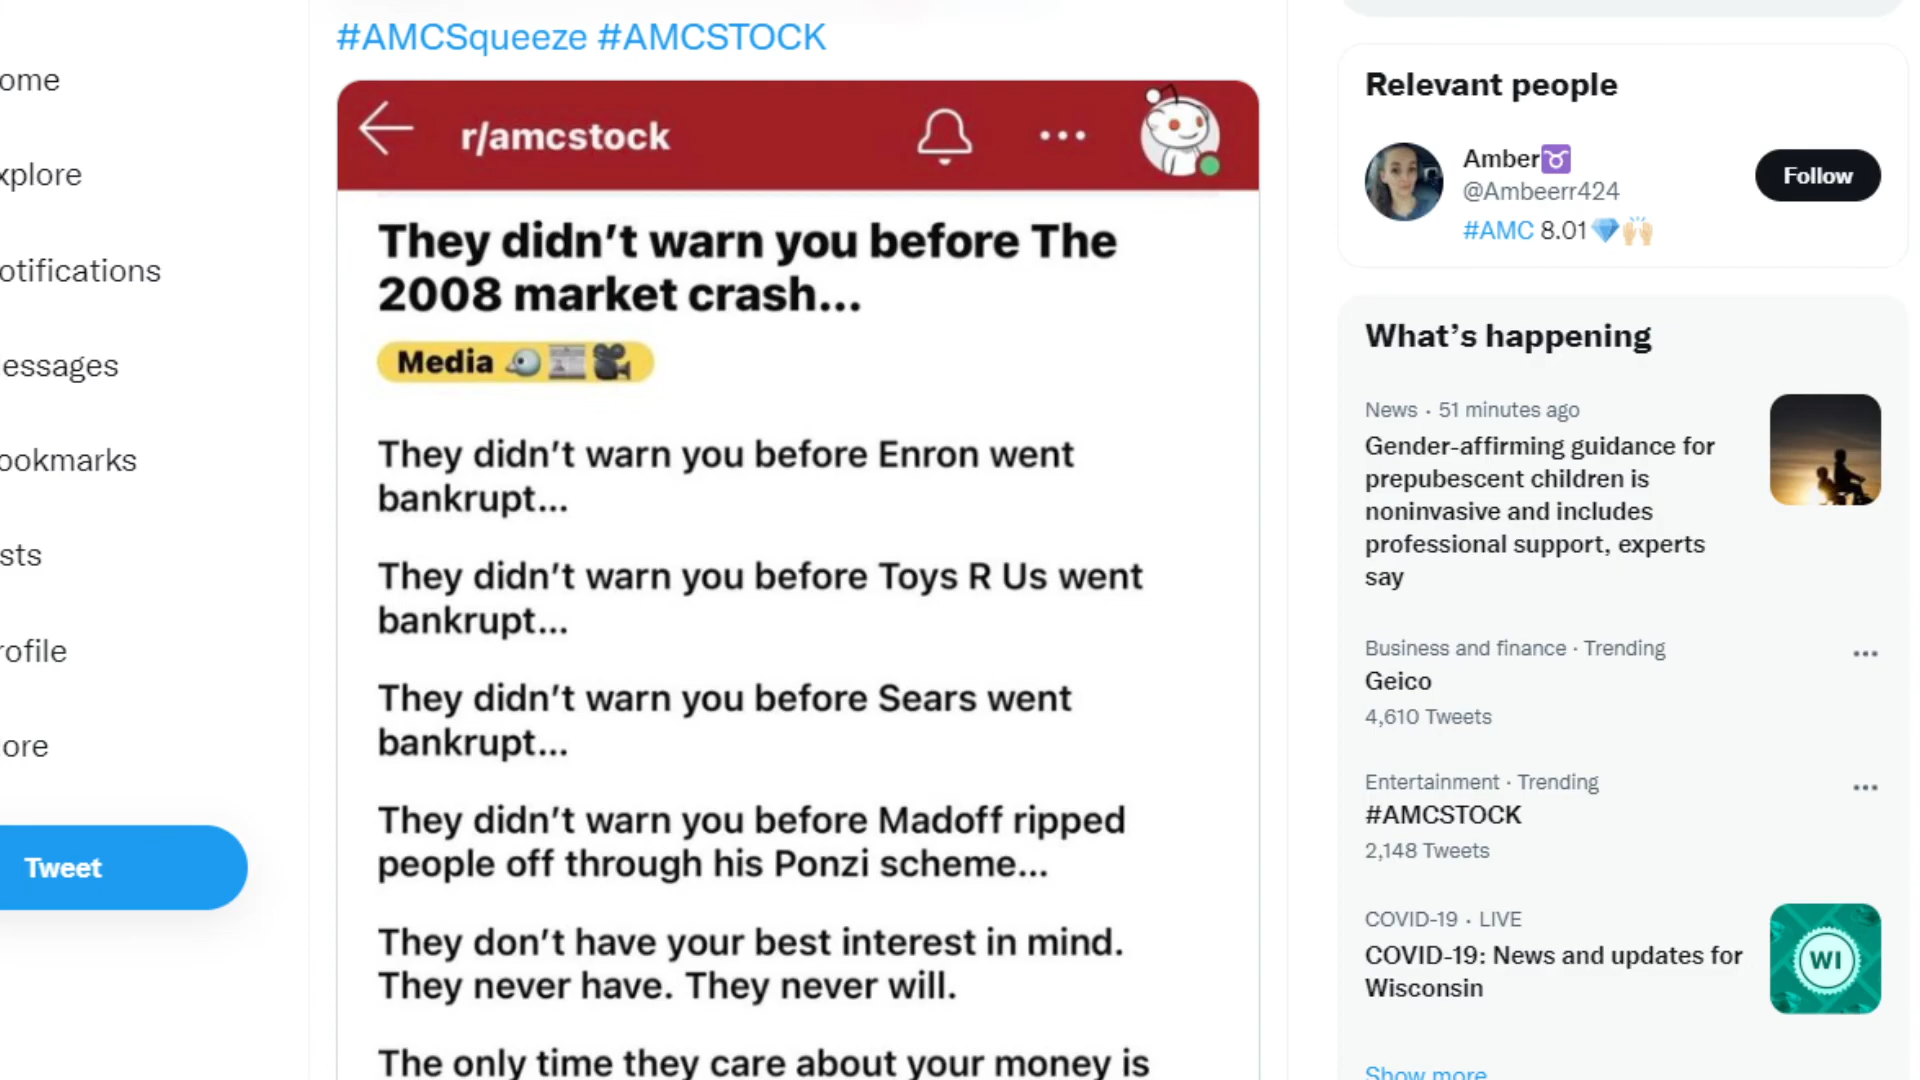 ome
xplore
otifications
essages
ookmarks
sts
rofile
ore
Tweet
#AMCSqueeze #AMCSTOCK
r/amcstock
They didn't warn you before The
2008 market crash...
Media
They didn't warn you before Enron went
bankrupt...
They didn't warn you before Toys R Us went
bankrupt...
They didn't warn you before Sears went
bankrupt...
They didn't warn you before Madoff ripped
people off through his Ponzi scheme...
They don't have your best interest in mind.
They never have. They never will.
The only time they care about your money is
Relevant people
Amber♉
@Ambeerr424
#AMC 8.01💎🙌🏻
Follow
What's happening
News · 51 minutes ago
Gender-affirming guidance for
prepubescent children is
noninvasive and includes
professional support, experts
say
Business and finance · Trending
Geico
4,610 Tweets
Entertainment · Trending
#AMCSTOCK
2,148 Tweets
COVID-19 · LIVE
COVID-19: News and updates for
Wisconsin
WI
Show more